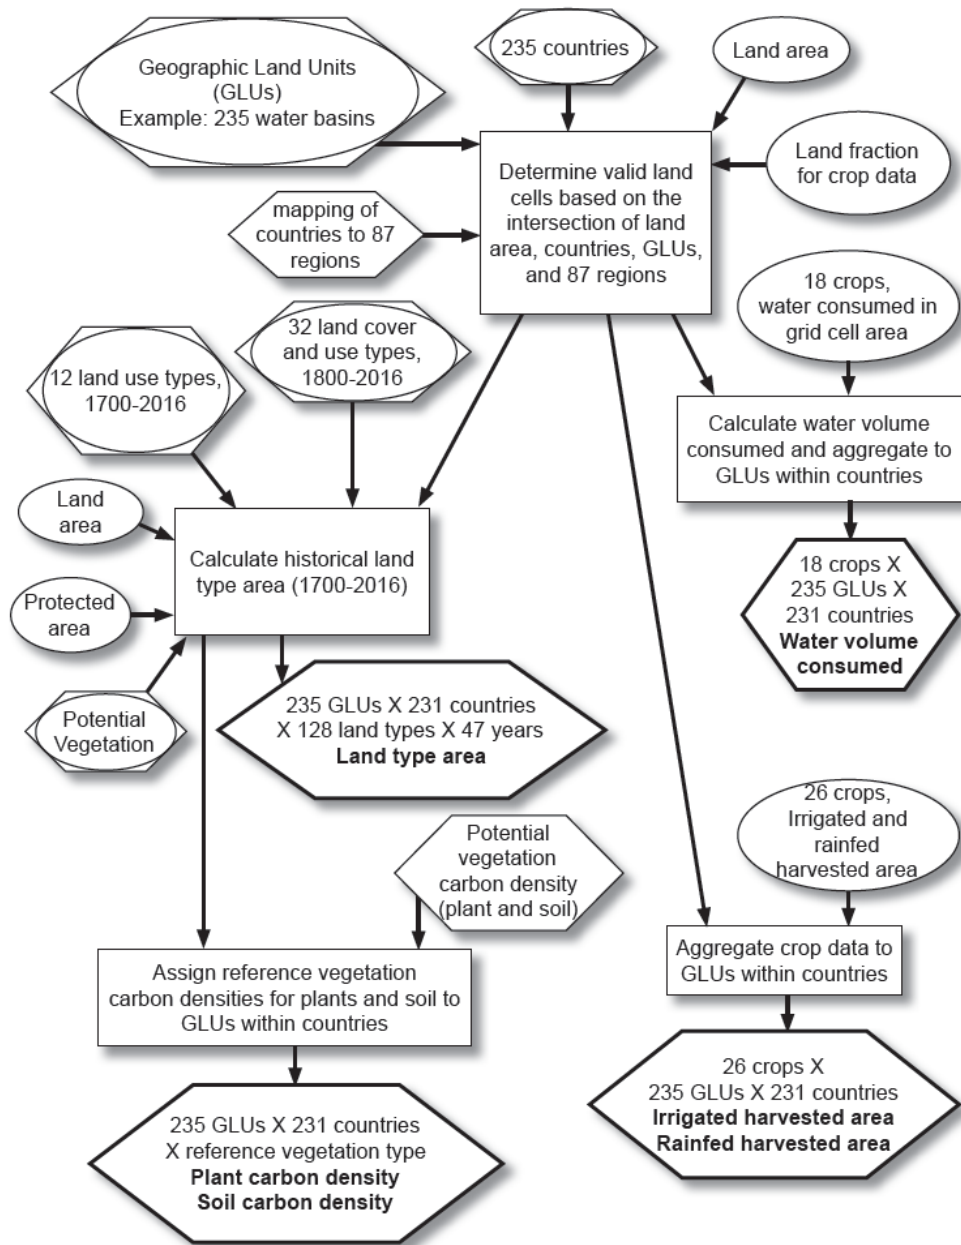 Geographic Land Units
(GLUs)
Example: 235 water basins
235 countries
Land area
Land fraction
for crop data
mapping of
countries to 87
regions
Determine valid land
cells based on the
intersection of land
area, countries, GLUs,
and 87 regions
18 crops,
water consumed in
grid cell area
12 land use types,
1700-2016
32 land cover
and use types,
1800-2016
Calculate water volume
consumed and aggregate to
GLUs within countries
Land
area
Protected
area
Potential
Vegetation
Calculate historical land
type area (1700-2016)
18 crops X
235 GLUs X
231 countries
Water volume
consumed
235 GLUs X 231 countries
X 128 land types X 47 years
Land type area
26 crops,
Irrigated and
rainfed
harvested area
Potential
vegetation
carbon density
(plant and soil)
Aggregate crop data to
GLUs within countries
Assign reference vegetation
carbon densities for plants and soil to
GLUs within countries
26 crops X
235 GLUs X 231 countries
Irrigated harvested area
Rainfed harvested area
235 GLUs X 231 countries
X reference vegetation type
Plant carbon density
Soil carbon density